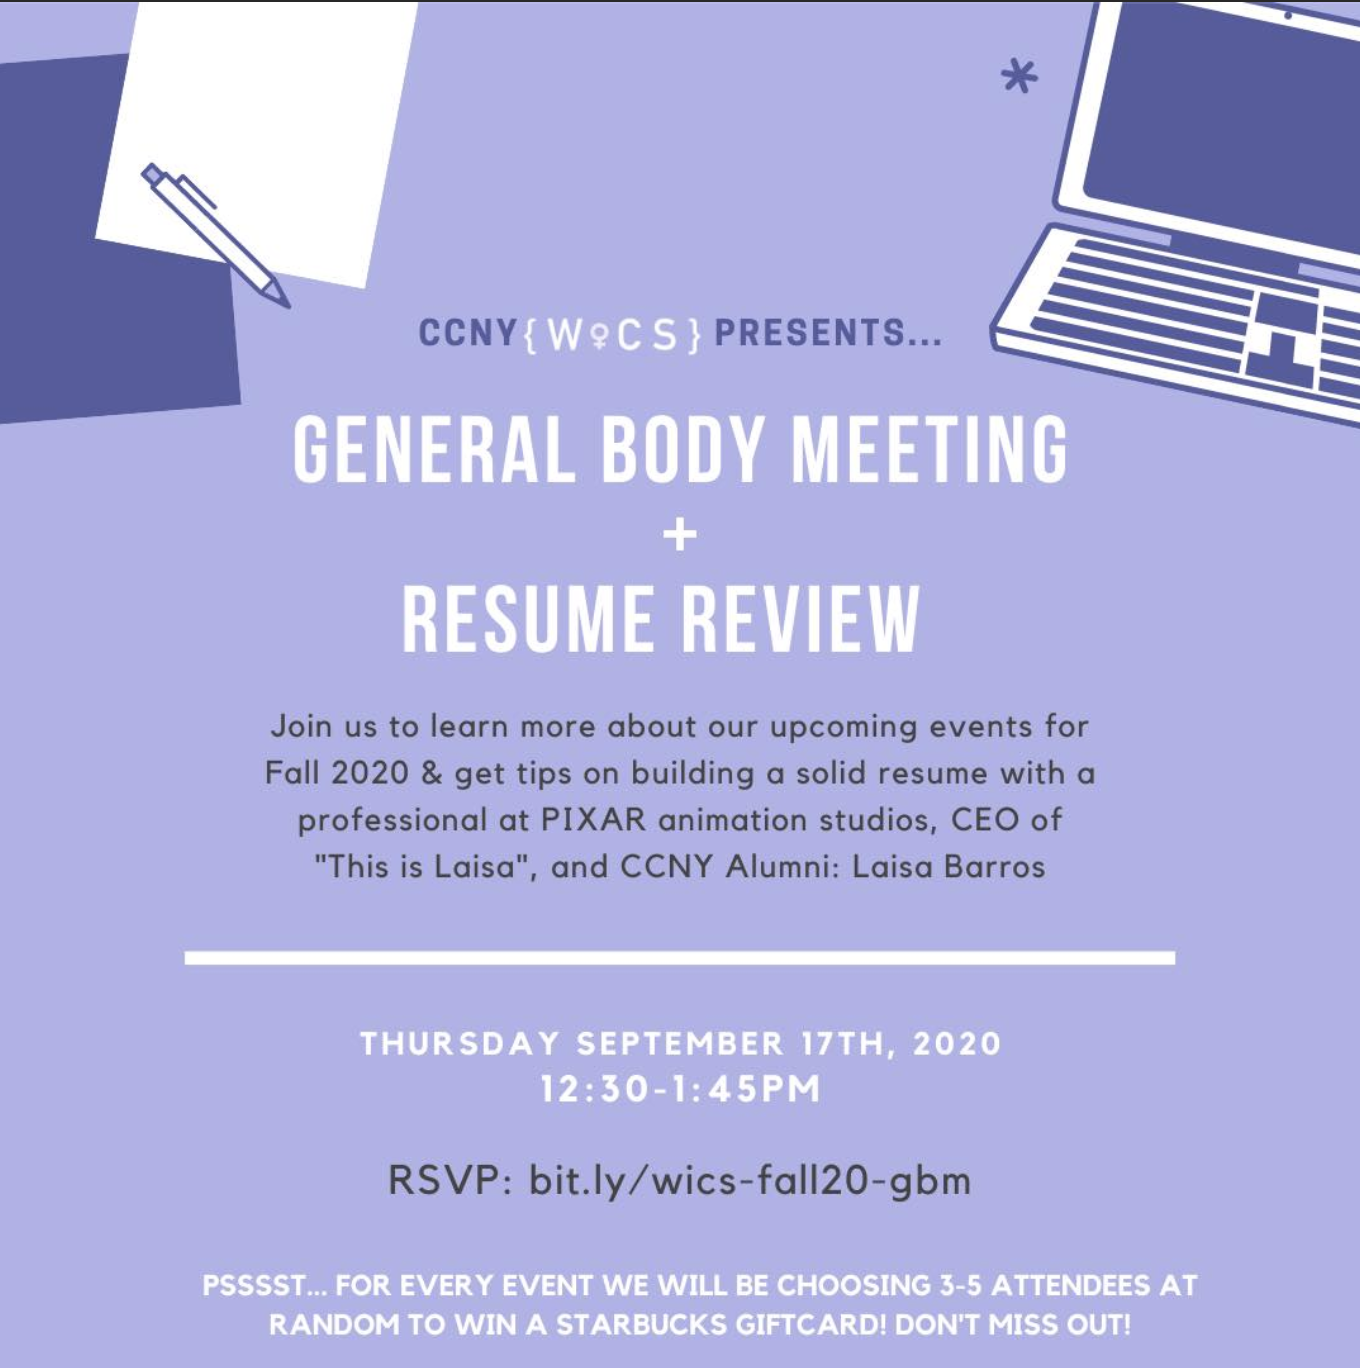 CCNY{W♀CS} PRESENTS...
GENERAL BODY MEETING
+
RESUME REVIEW
Join us to learn more about our upcoming events for
Fall 2020 & get tips on building a solid resume with a
professional at PIXAR animation studios, CEO of
"This is Laisa", and CCNY Alumni: Laisa Barros
THURSDAY SEPTEMBER 17TH, 2020
12:30-1:45PM
RSVP: bit.ly/wics-fall20-gbm
PSSSST... FOR EVERY EVENT WE WILL BE CHOOSING 3-5 ATTENDEES AT
RANDOM TO WIN A STARBUCKS GIFTCARD! DON'T MISS OUT!